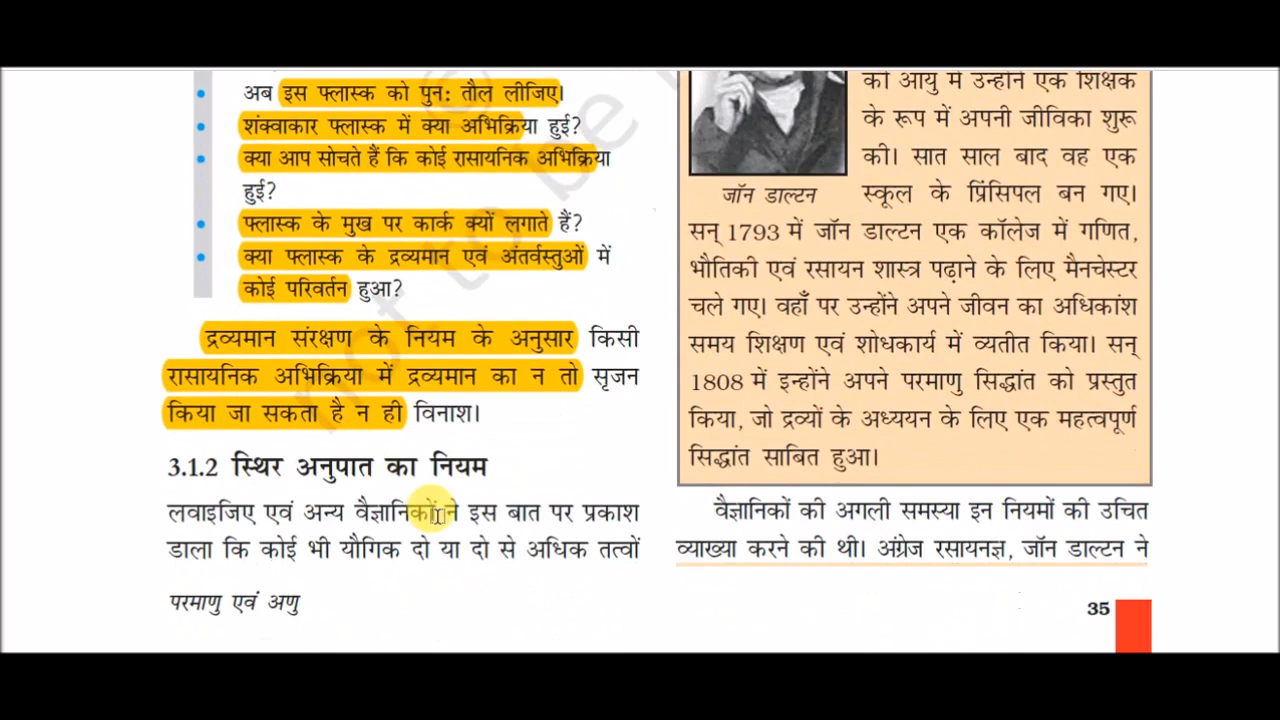 अब इस फ्लास्क को पुन: तौल लीजिए।
शंक्वाकार फ्लास्क में क्या अभिक्रिया हुई?
क्या आप सोचते हैं कि कोई रासायनिक अभिक्रिया
हुई?
फ्लास्क के मुख पर कार्क क्यों लगाते हैं?
क्या फ्लास्क के द्रव्यमान एवं अंतर्वस्तुओं में
कोई परिवर्तन हुआ?
द्रव्यमान संरक्षण के नियम के अनुसार किसी
रासायनिक अभिक्रिया में द्रव्यमान का न तो सृजन
किया जा सकता है न ही विनाश।
3.1.2 स्थिर अनुपात का नियम
लवाइजिए एवं अन्य वैज्ञानिकों ने इस बात पर प्रकाश
डाला कि कोई भी यौगिक दो या दो से अधिक तत्वों
परमाणु एवं अणु
की आयु में उन्होंने एक शिक्षक
के रूप में अपनी जीविका शुरू
की। सात साल बाद वह एक
जॉन डाल्टन
स्कूल के प्रिंसिपल बन गए।
सन् 1793 में जॉन डाल्टन एक कॉलेज में गणित,
भौतिकी एवं रसायन शास्त्र पढ़ाने के लिए मैनचेस्टर
चले गए। वहाँ पर उन्होंने अपने जीवन का अधिकांश
समय शिक्षण एवं शोधकार्य में व्यतीत किया। सन्
1808 में इन्होंने अपने परमाणु सिद्धांत को प्रस्तुत
किया, जो द्रव्यों के अध्ययन के लिए एक महत्वपूर्ण
सिद्धांत साबित हुआ।
वैज्ञानिकों की अगली समस्या इन नियमों की उचित
व्याख्या करने की थी। अंग्रेज रसायनज्ञ, जॉन डाल्टन ने
35
not to be